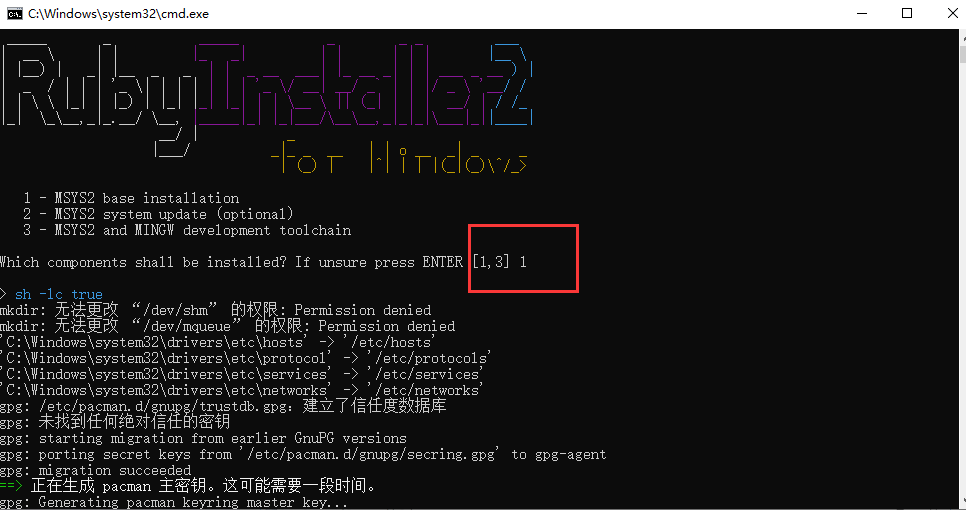 C:\Windows\system32\cmd.exe
RubyInstaller2
for Windows
1 - MSYS2 base installation
2 - MSYS2 system update (optional)
3 - MSYS2 and MINGW development toolchain
Which components shall be installed? If unsure press ENTER [1,3] 1
> sh -lc true
mkdir: 无法更改 “/dev/shm” 的权限: Permission denied
mkdir: 无法更改 “/dev/mqueue” 的权限: Permission denied
'C:\Windows\system32\drivers\etc\hosts' -> '/etc/hosts'
'C:\Windows\system32\drivers\etc\protocol' -> '/etc/protocols'
'C:\Windows\system32\drivers\etc\services' -> '/etc/services'
'C:\Windows\system32\drivers\etc\networks' -> '/etc/networks'
gpg: /etc/pacman.d/gnupg/trustdb.gpg：建立了信任度数据库
gpg: 未找到任何绝对信任的密钥
gpg: starting migration from earlier GnuPG versions
gpg: porting secret keys from '/etc/pacman.d/gnupg/secring.gpg' to gpg-agent
gpg: migration succeeded
==> 正在生成 pacman 主密钥。这可能需要一段时间。
gpg: Generating pacman keyring master key...